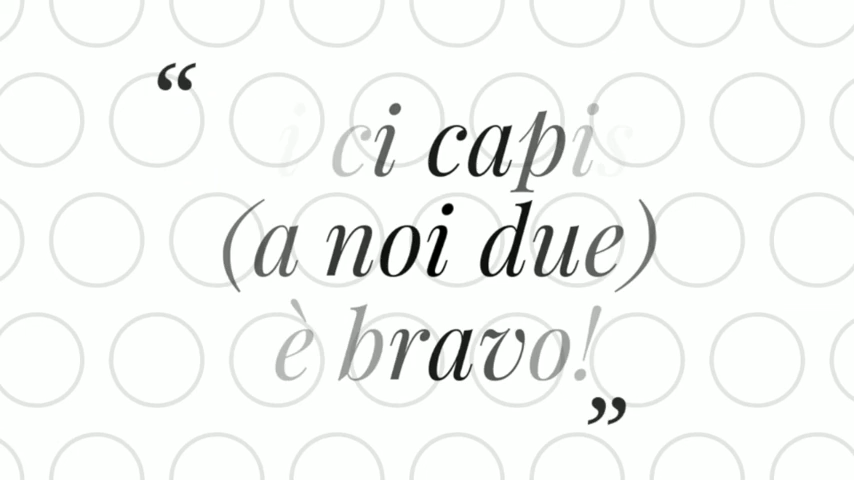 “
i ci capis
(a noi due)
è bravo!
”